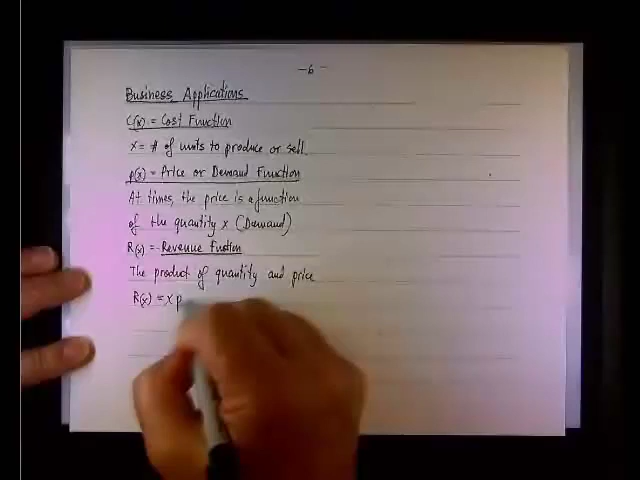 -6-
Business Applications
C(x) = Cost Function
x = # of units to produce or sell.
p(x) = Price or Demand Function
At times, the price is a function
of the quantity x (Demand)
R(x) = Revenue Fuction
The product of quantity and price
R(x) = x p